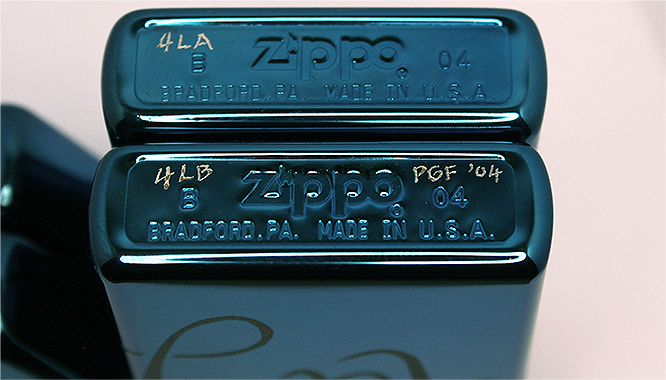 4LA
B zippo 04
BRADFORD, PA. MADE IN U.S.A.
4LB PGF '04
B zippo 04
BRADFORD, PA. MADE IN U.S.A.